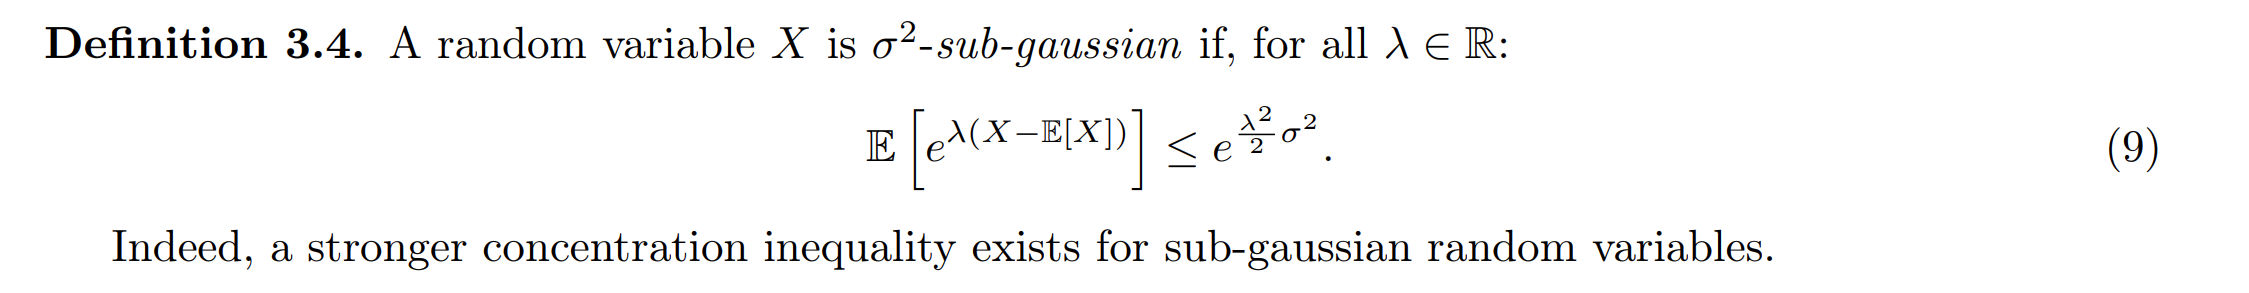 Definition 3.4. A random variable X is σ²-sub-gaussian if, for all λ ∈ ℝ:
𝔼 [e^{λ(X−𝔼[X])}] ≤ e^{\frac{λ²}{2}σ²}. (9)
Indeed, a stronger concentration inequality exists for sub-gaussian random variables.